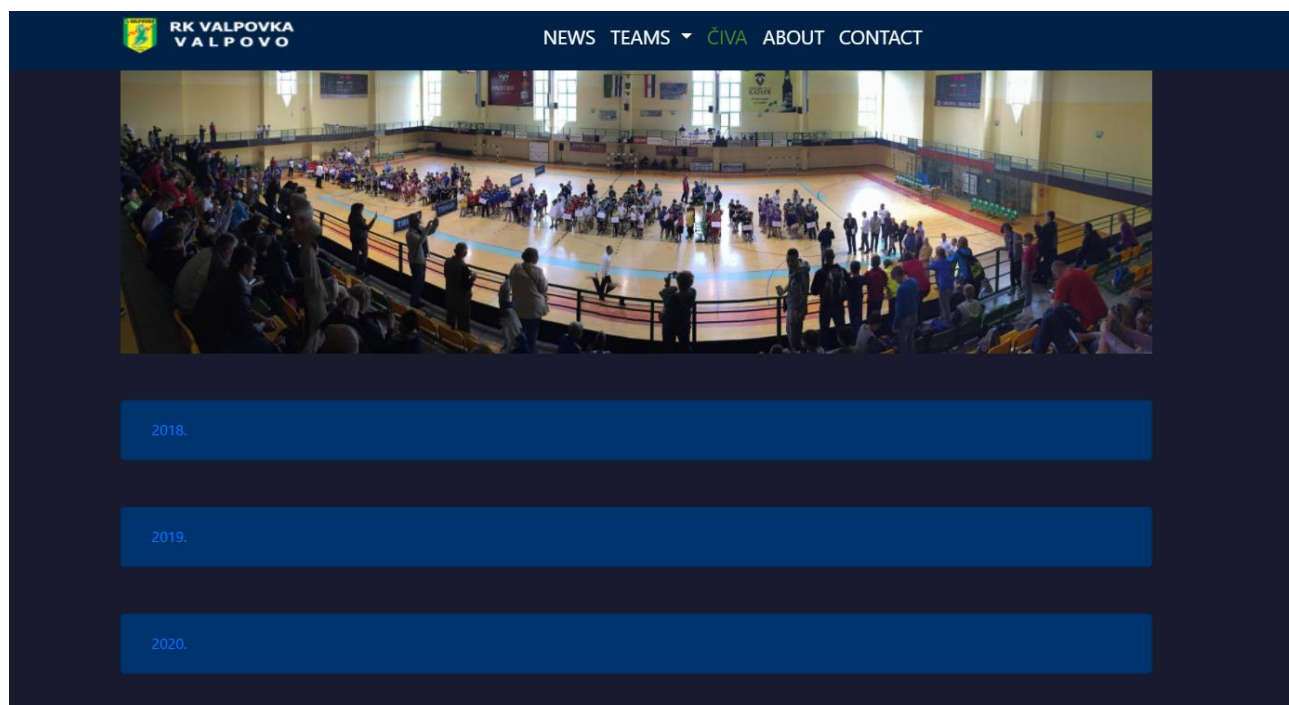 RK VALPOVKA
VALPOVO
NEWS TEAMS ČIVA ABOUT CONTACT
2018.
2019.
2020.